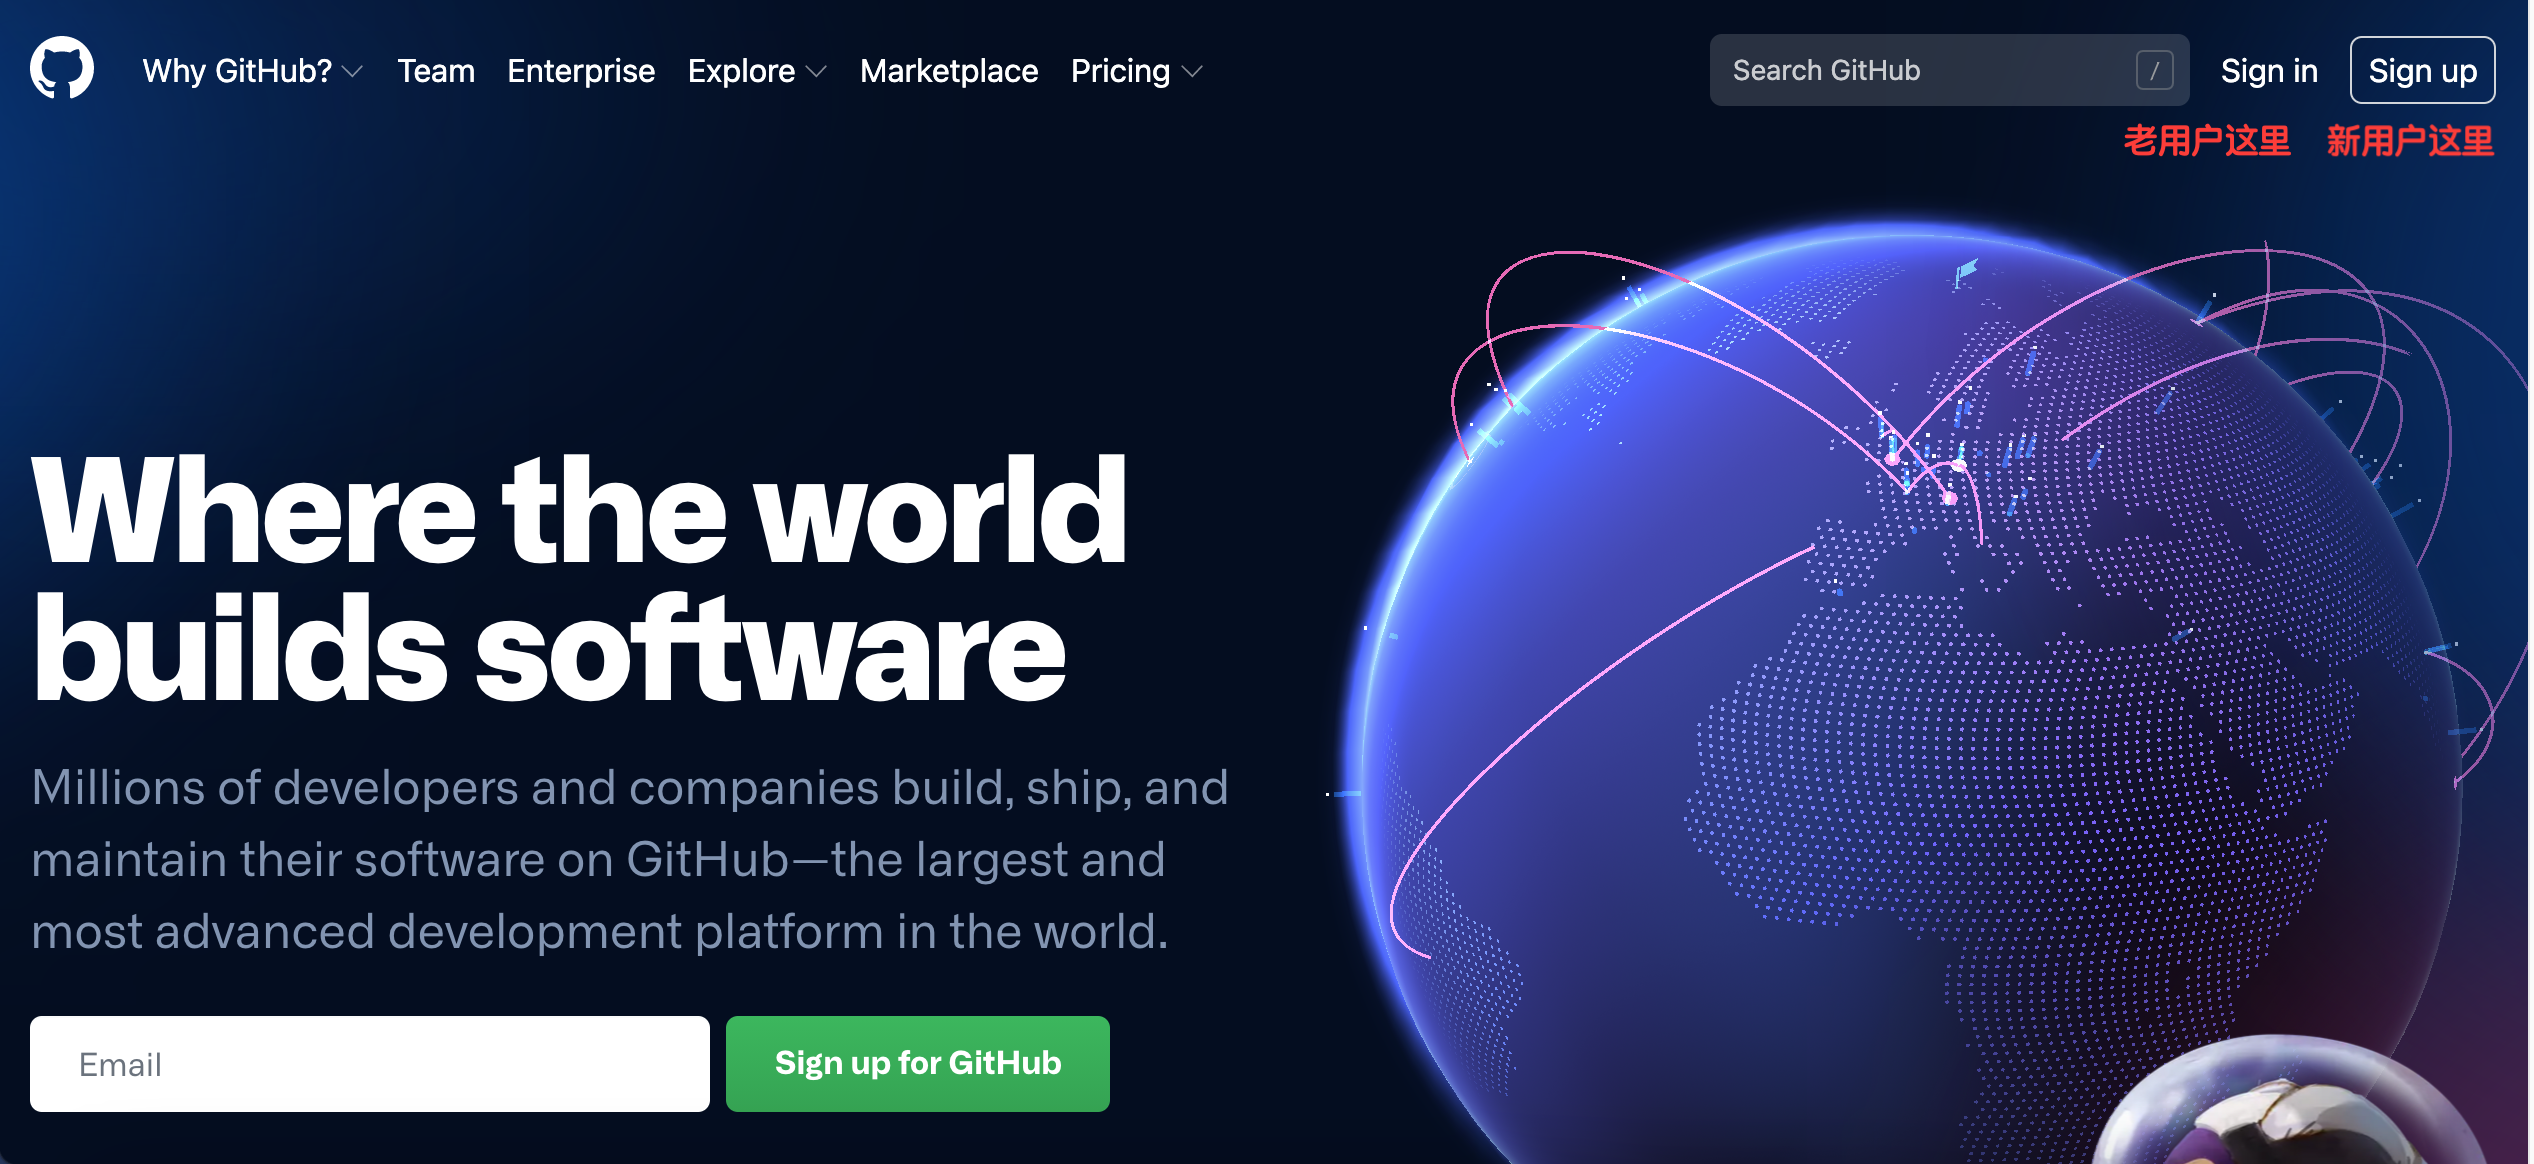 Why GitHub? Team Enterprise Explore Marketplace Pricing Search GitHub / Sign in Sign up
老用户这里 新用户这里
Where the world
builds software
Millions of developers and companies build, ship, and
maintain their software on GitHub—the largest and
most advanced development platform in the world.
Email Sign up for GitHub